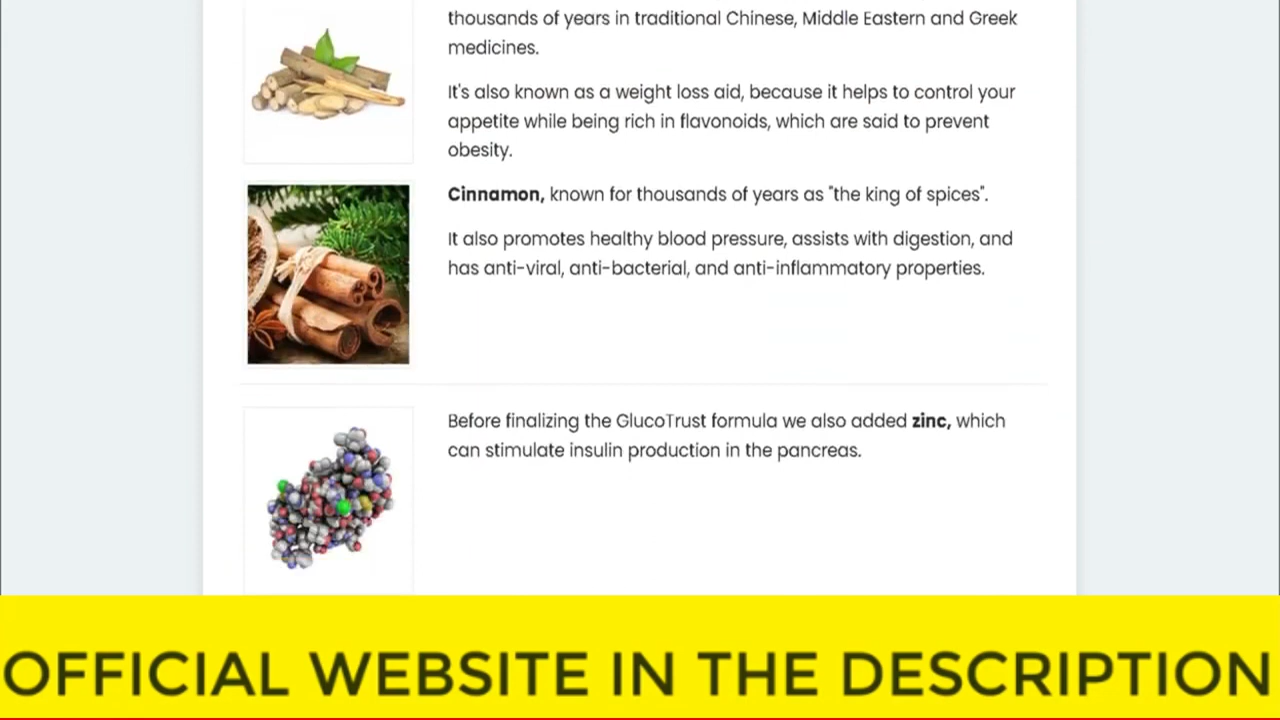 thousands of years in traditional Chinese, Middle Eastern and Greek
medicines.
It's also known as a weight loss aid, because it helps to control your
appetite while being rich in flavonoids, which are said to prevent
obesity.
Cinnamon, known for thousands of years as "the king of spices".
It also promotes healthy blood pressure, assists with digestion, and
has anti-viral, anti-bacterial, and anti-inflammatory properties.
Before finalizing the GlucoTrust formula we also added zinc, which
can stimulate insulin production in the pancreas.
OFFICIAL WEBSITE IN THE DESCRIPTION